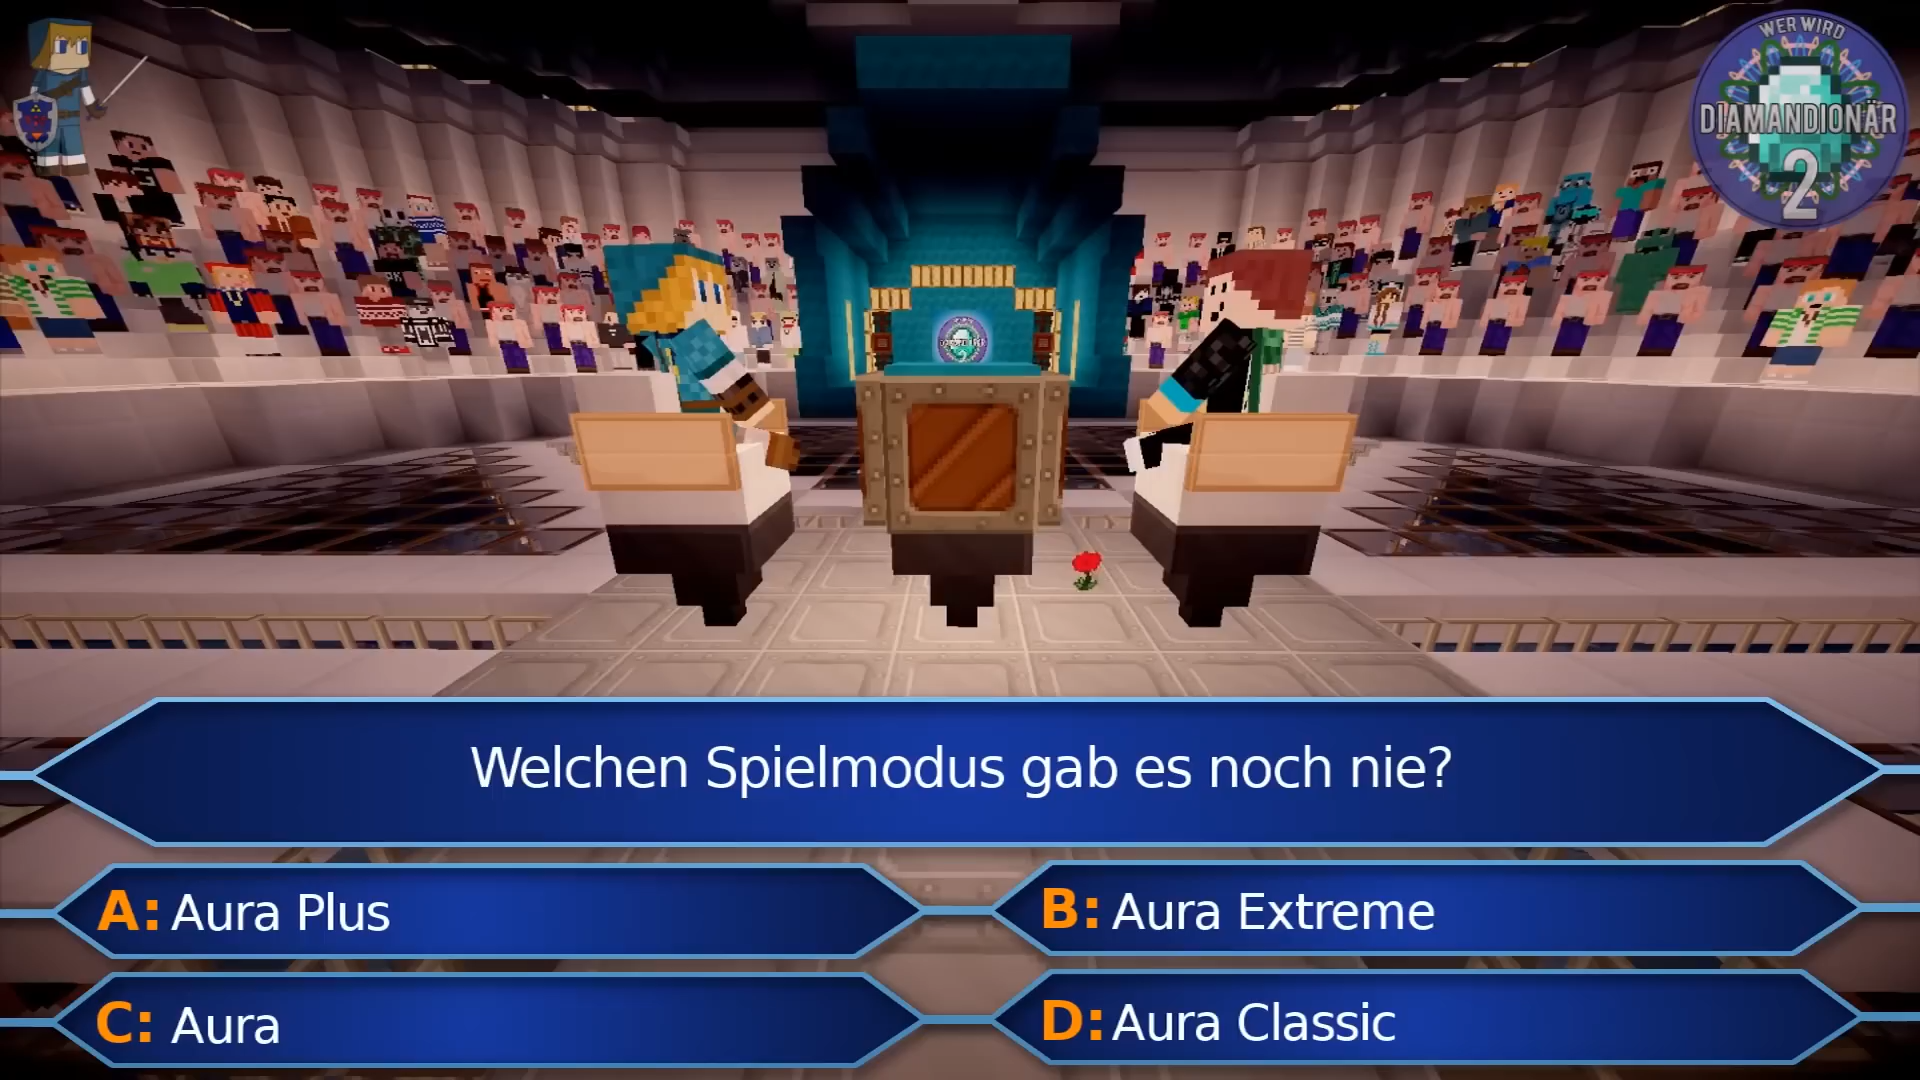 WER WIRD
DIAMANDIONÄR
2
Welchen Spielmodus gab es noch nie?
A: Aura Plus
B: Aura Extreme
C: Aura
D: Aura Classic